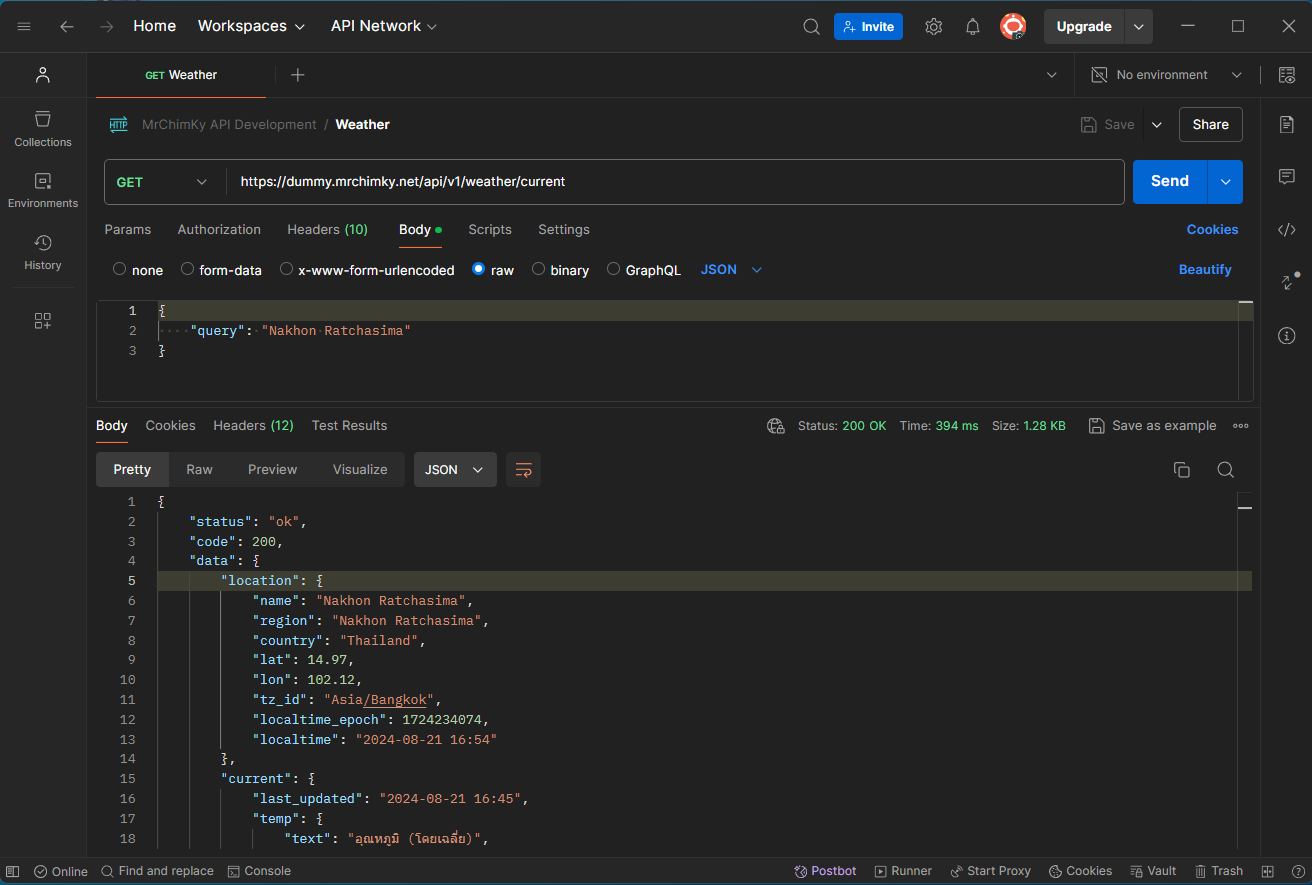 Home Workspaces API Network Invite Upgrade
GET Weather No environment
HTTP MrChimKy API Development / Weather Save Share
Collections
Environments
History
GET https://dummy.mrchimky.net/api/v1/weather/current Send
Params Authorization Headers (10) Body Scripts Settings Cookies
none form-data x-www-form-urlencoded raw binary GraphQL JSON Beautify
1 {
2 "query": "Nakhon Ratchasima"
3 }
Body Cookies Headers (12) Test Results Status: 200 OK Time: 394 ms Size: 1.28 KB Save as example
Pretty Raw Preview Visualize JSON
1 {
2 "status": "ok",
3 "code": 200,
4 "data": {
5 "location": {
6 "name": "Nakhon Ratchasima",
7 "region": "Nakhon Ratchasima",
8 "country": "Thailand",
9 "lat": 14.97,
10 "lon": 102.12,
11 "tz_id": "Asia/Bangkok",
12 "localtime_epoch": 1724234074,
13 "localtime": "2024-08-21 16:54"
14 },
15 "current": {
16 "last_updated": "2024-08-21 16:45",
17 "temp": {
18 "text": "อุณหภูมิ (โดยเฉลี่ย)",
Online Find and replace Console Postbot Runner Start Proxy Cookies Vault Trash